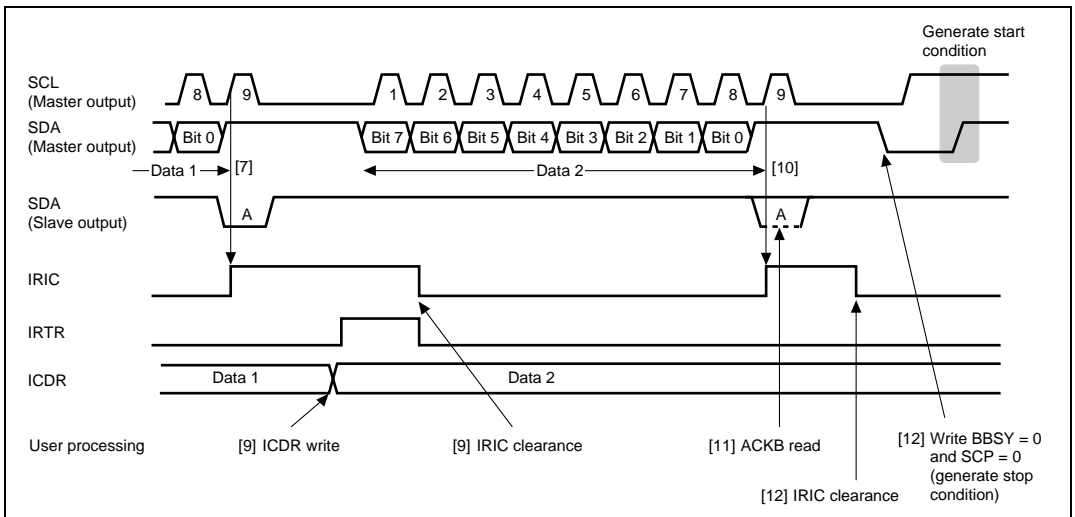 Generate start
condition
SCL
(Master output)
8 9 1 2 3 4 5 6 7 8 9
SDA
(Master output)
Bit 0 Bit 7 Bit 6 Bit 5 Bit 4 Bit 3 Bit 2 Bit 1 Bit 0
Data 1 [7] Data 2 [10]
SDA
(Slave output)
A A
IRIC
IRTR
ICDR
Data 1 Data 2
User processing
[9] ICDR write
[9] IRIC clearance
[11] ACKB read
[12] Write BBSY = 0
and SCP = 0
(generate stop
condition)
[12] IRIC clearance